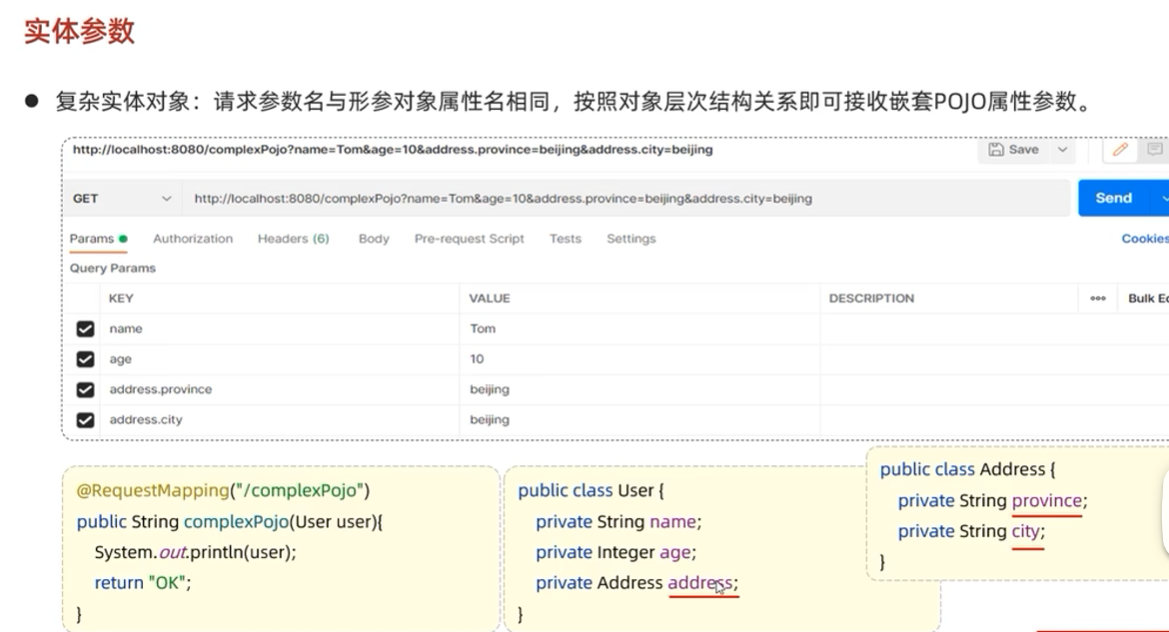 实体参数
● 复杂实体对象：请求参数名与形参对象属性名相同，按照对象层次结构关系即可接收嵌套POJO属性参数。
http://localhost:8080/complexPojo?name=Tom&age=10&address.province=beijing&address.city=beijing Save
GET http://localhost:8080/complexPojo?name=Tom&age=10&address.province=beijing&address.city=beijing Send
Params Authorization Headers (6) Body Pre-request Script Tests Settings Cookies
Query Params
KEY VALUE DESCRIPTION ooo Bulk Ec
name Tom
age 10
address.province beijing
address.city beijing
@RequestMapping("/complexPojo")
public String complexPojo(User user){
System.out.println(user);
return "OK";
}
public class User {
private String name;
private Integer age;
private Address address;
}
public class Address {
private String province;
private String city;
}